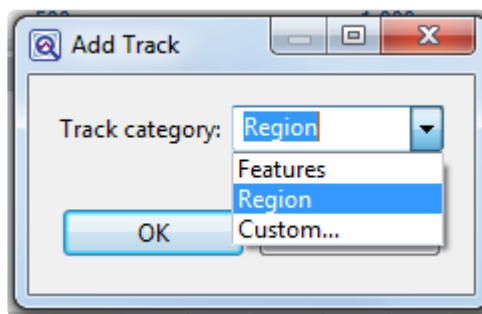 Add Track
Track category: Region
Features
Region
Custom...
OK